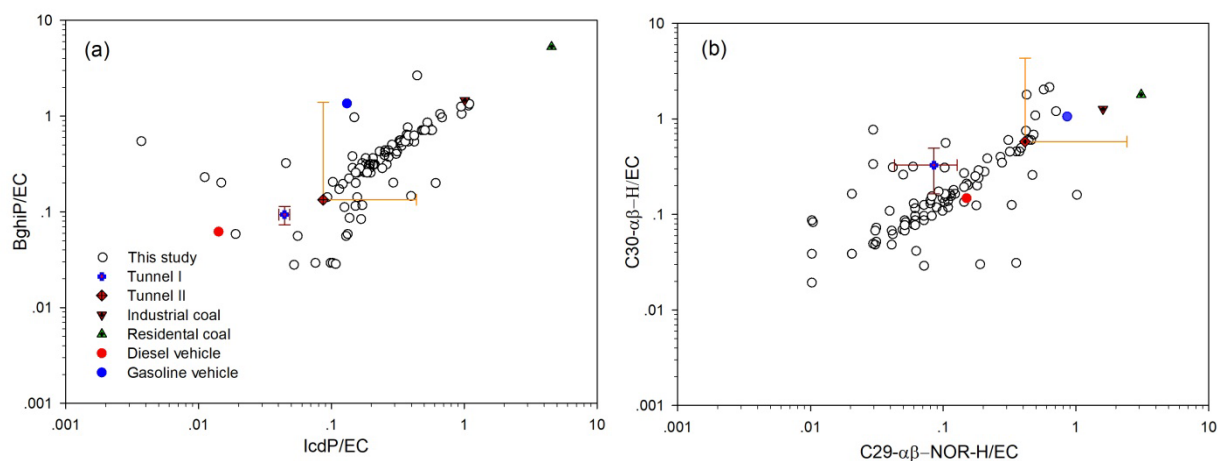 (a)
10
1
.1
.01
.001
BghiP/EC
This study
Tunnel I
Tunnel II
Industrial coal
Residental coal
Diesel vehicle
Gasoline vehicle
.001 .01 .1 1 10
IcdP/EC
(b)
10
1
.1
.01
.001
C30-αβ–H/EC
.001 .01 .1 1 10
C29-αβ–NOR-H/EC